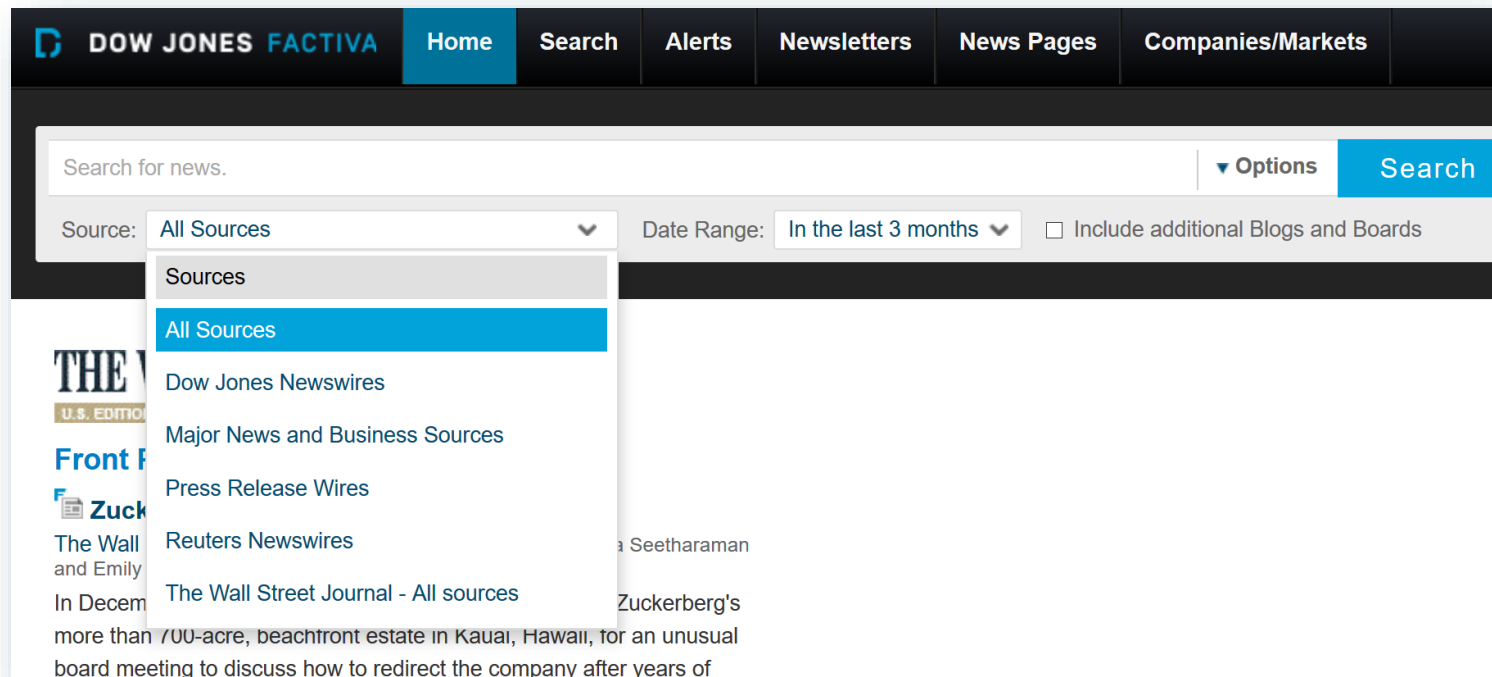 DOW JONES FACTIVA Home Search Alerts Newsletters News Pages Companies/Markets
Search for news. Options Search
Source: All Sources Date Range: In the last 3 months Include additional Blogs and Boards
Sources
All Sources
Dow Jones Newswires
Major News and Business Sources
Press Release Wires
Reuters Newswires
The Wall Street Journal - All sources
THE
U.S. EDITION
Front
Zuck
The Wall Seetharaman
and Emily
In Decem Zuckerberg's
more than 700-acre, beachfront estate in Kauai, Hawaii, for an unusual
board meeting to discuss how to redirect the company after years of